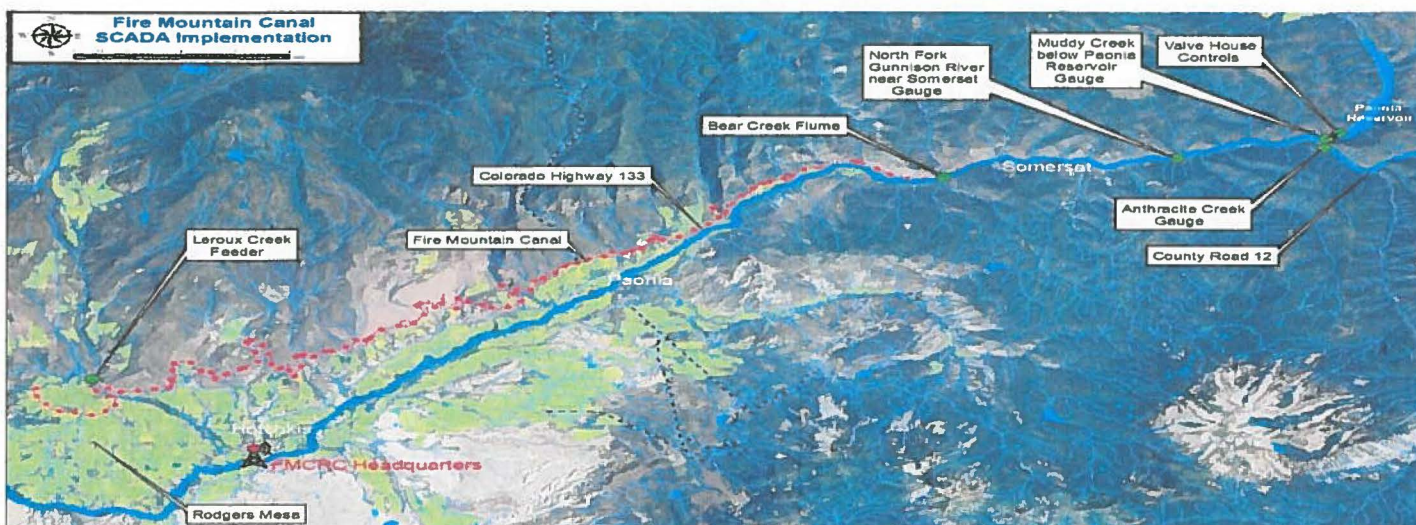 Fire Mountain Canal
SCADA Implementation
North Fork
Gunnison River
near Somerset
Gauge
Muddy Creek
below Paonia
Reservoir
Gauge
Valve House
Controls
Paonia
Reservoir
Bear Creek Flume
Somerset
Colorado Highway 133
Anthracite Creek
Gauge
Leroux Creek
Feeder
Fire Mountain Canal
County Road 12
Paonia
Hotchkis
FMCRC Headquarters
Rodgers Mesa